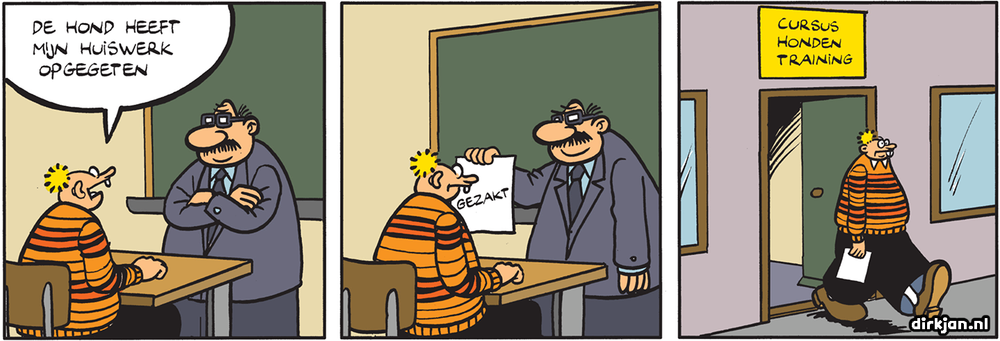 DE HOND HEEFT
MIJN HUISWERK
OPGEGETEN
GEZAKT
CURSUS
HONDEN
TRAINING
dirkjan.nl